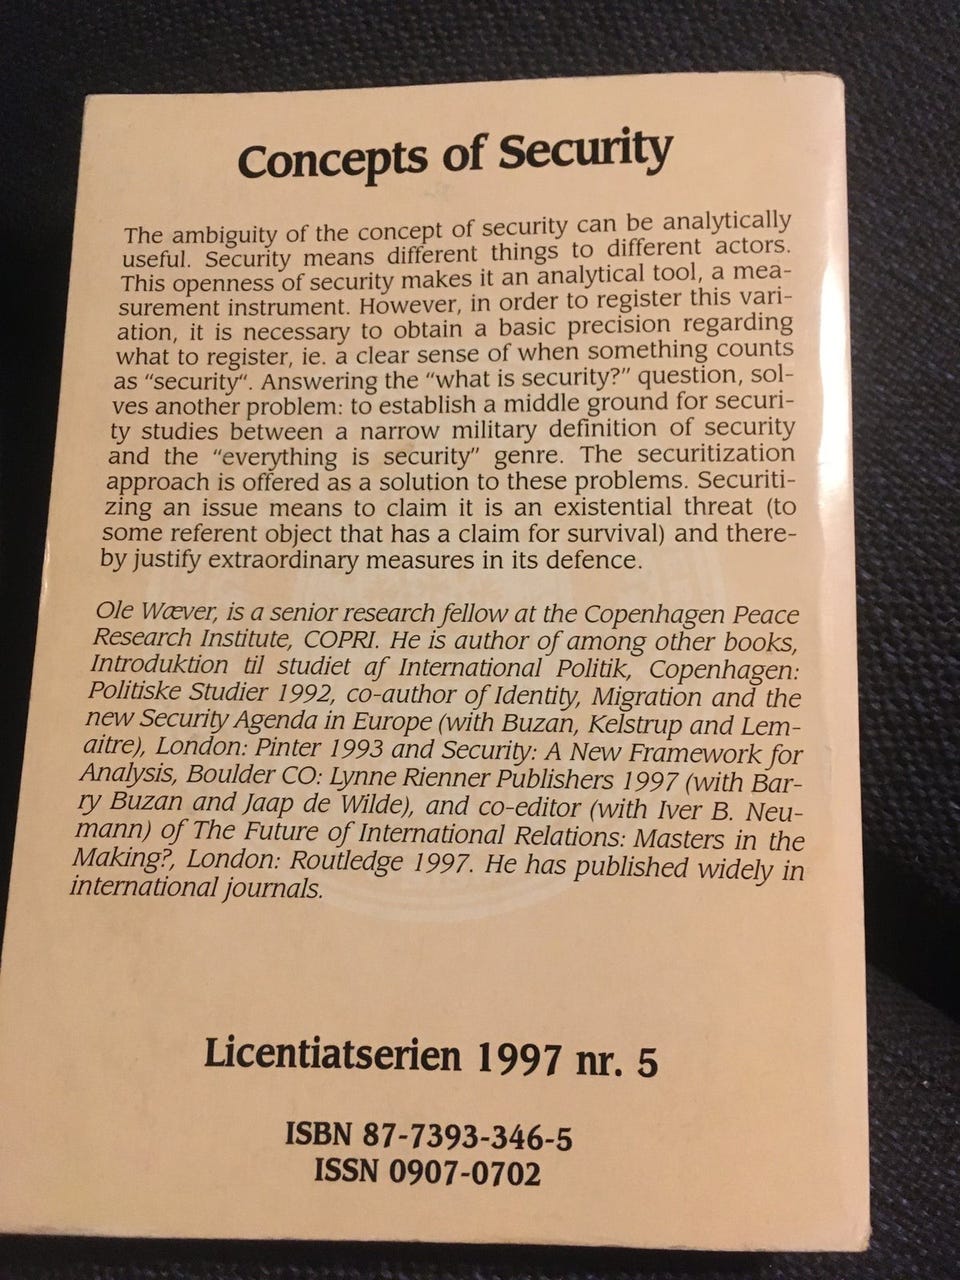 Concepts of Security
The ambiguity of the concept of security can be analytically
useful. Security means different things to different actors.
This openness of security makes it an analytical tool, a mea-
surement instrument. However, in order to register this vari-
ation, it is necessary to obtain a basic precision regarding
what to register, ie. a clear sense of when something counts
as “security“. Answering the “what is security?” question, sol-
ves another problem: to establish a middle ground for securi-
ty studies between a narrow military definition of security
and the “everything is security” genre. The securitization
approach is offered as a solution to these problems. Securiti-
zing an issue means to claim it is an existential threat (to
some referent object that has a claim for survival) and there-
by justify extraordinary measures in its defence.
Ole Wæver, is a senior research fellow at the Copenhagen Peace
Research Institute, COPRI. He is author of among other books,
Introduktion til studiet af International Politik, Copenhagen:
Politiske Studier 1992, co-author of Identity, Migration and the
new Security Agenda in Europe (with Buzan, Kelstrup and Lem-
aitre), London: Pinter 1993 and Security: A New Framework for
Analysis, Boulder CO: Lynne Rienner Publishers 1997 (with Bar-
ry Buzan and Jaap de Wilde), and co-editor (with Iver B. Neu-
mann) of The Future of International Relations: Masters in the
Making?, London: Routledge 1997. He has published widely in
international journals.
Licentiatserien 1997 nr. 5
ISBN 87-7393-346-5
ISSN 0907-0702